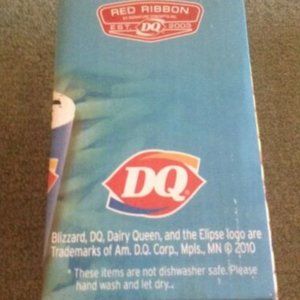 RED RIBBON
EST. DQ 2003
DQ
Blizzard, DQ, Dairy Queen, and the Elipse logo are
Trademarks of Am. D.Q. Corp., Mpls., MN © 2010
* These items are not dishwasher safe. Please
hand wash and let dry..